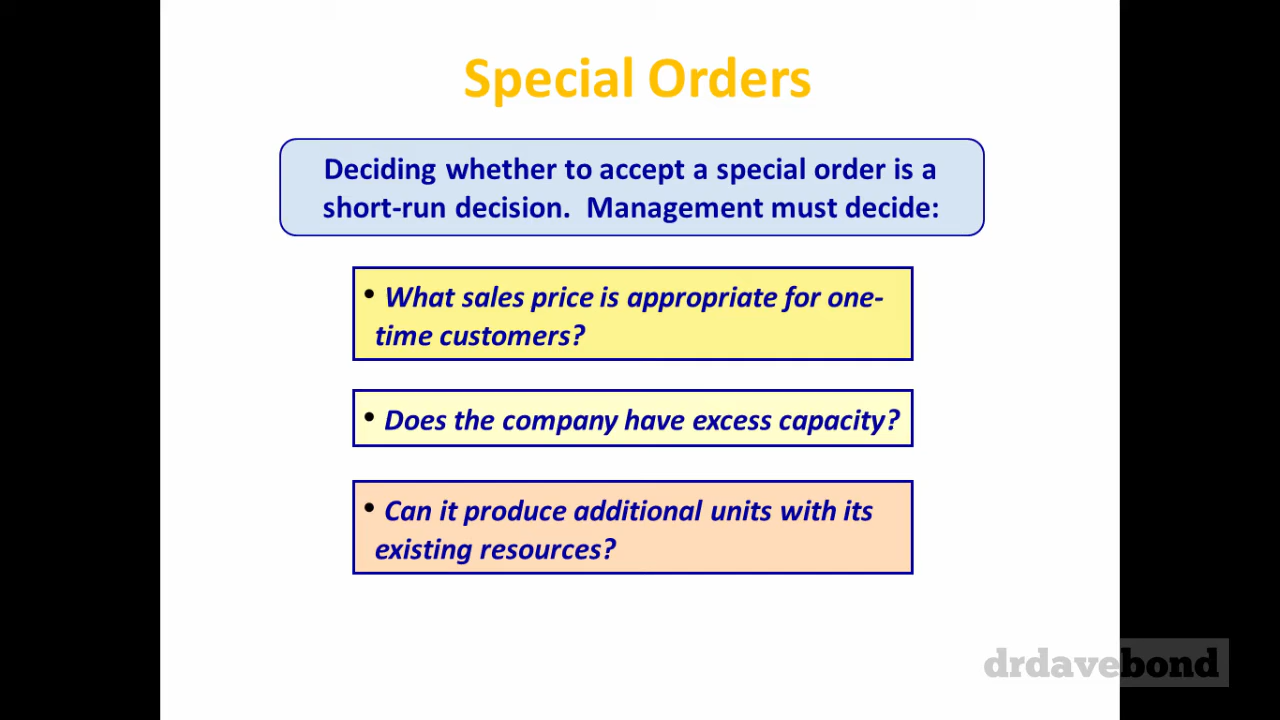 Special Orders
Deciding whether to accept a special order is a
short-run decision.  Management must decide:
• What sales price is appropriate for one-
time customers?
• Does the company have excess capacity?
• Can it produce additional units with its
existing resources?
drdavebond